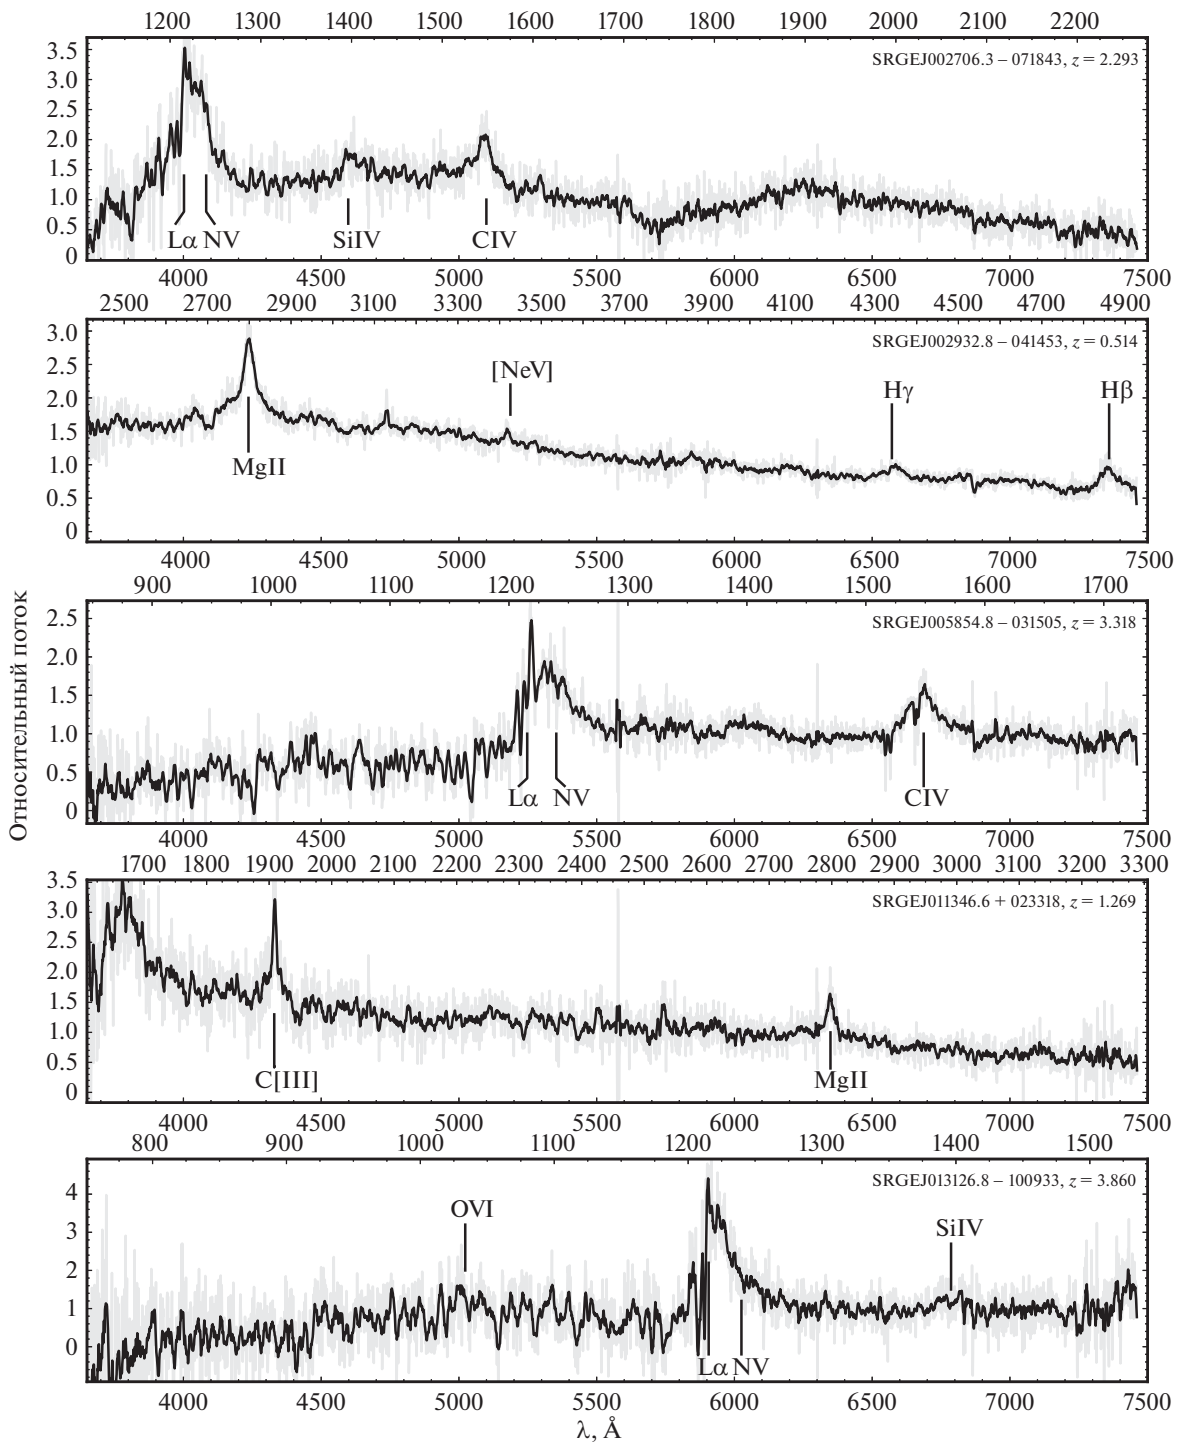 1200 1300 1400 1500 1600 1700 1800 1900 2000 2100 2200
SRGEJ002706.3 – 071843, z = 2.293
3.5
3.0
2.5
2.0
1.5
1.0
0.5
0
Lα NV SiIV CIV
4000 4500 5000 5500 6000 6500 7000 7500
2500 2700 2900 3100 3300 3500 3700 3900 4100 4300 4500 4700 4900
SRGEJ002932.8 – 041453, z = 0.514
3.0
2.5
2.0
1.5
1.0
0.5
0
MgII [NeV] Hγ Hβ
4000 4500 5000 5500 6000 6500 7000 7500
900 1000 1100 1200 1300 1400 1500 1600 1700
SRGEJ005854.8 – 031505, z = 3.318
2.5
2.0
1.5
1.0
0.5
0
Lα NV CIV
Относительный поток
4000 4500 5000 5500 6000 6500 7000 7500
1700 1800 1900 2000 2100 2200 2300 2400 2500 2600 2700 2800 2900 3000 3100 3200 3300
SRGEJ011346.6 + 023318, z = 1.269
3.5
3.0
2.5
2.0
1.5
1.0
0.5
0
C[III] MgII
4000 4500 5000 5500 6000 6500 7000 7500
800 900 1000 1100 1200 1300 1400 1500
SRGEJ013126.8 – 100933, z = 3.860
4
3
2
1
0
OVI Lα NV SiIV
4000 4500 5000 5500 6000 6500 7000 7500
λ, Å